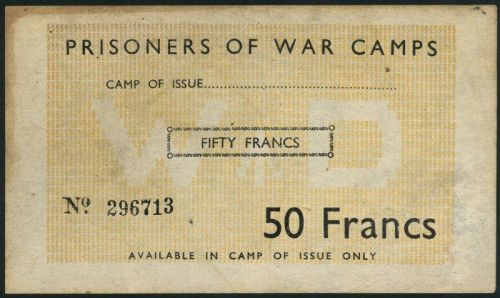 PRISONERS OF WAR CAMPS
CAMP OF ISSUE................................................
W D
FIFTY FRANCS
Nº 296713
50 Francs
AVAILABLE IN CAMP OF ISSUE ONLY